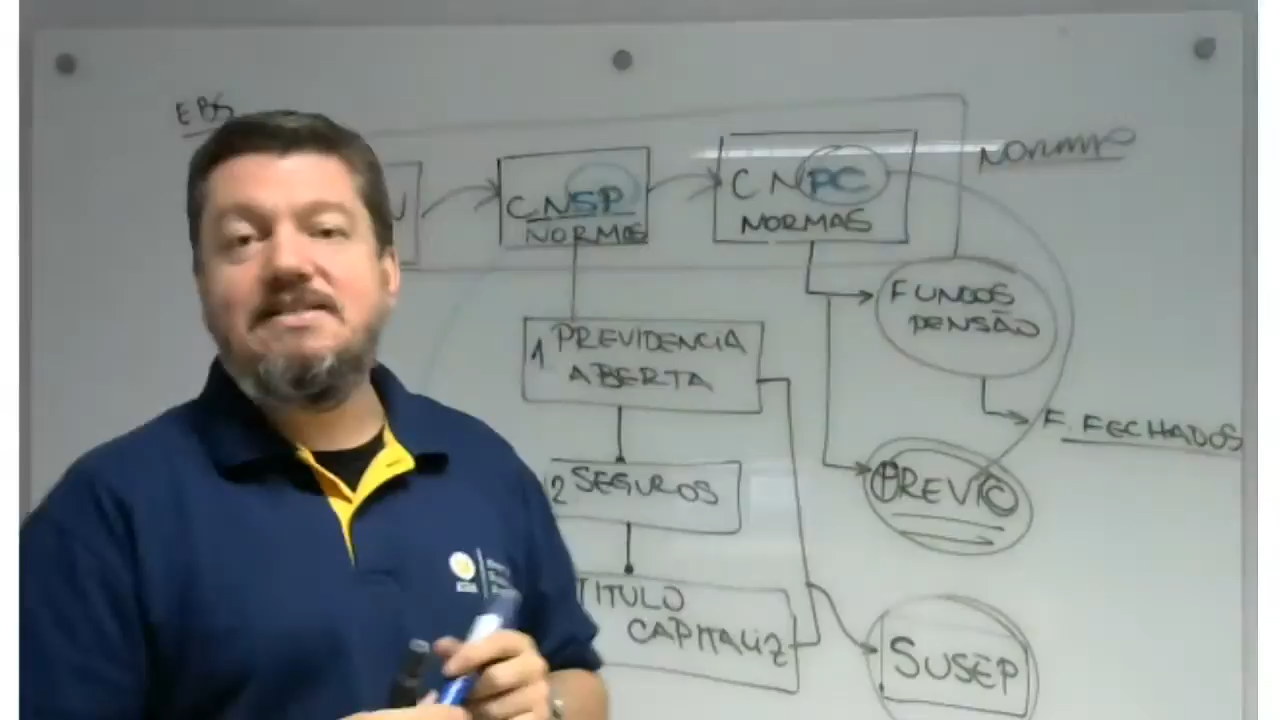 EBS
CNSP
NORMAS
CNPC
NORMAS
NORMAS
FUNDOS
PENSÃO
1 PREVIDENCIA
ABERTA
F. FECHADOS
2 SEGUROS
PREVIC
TITULO
CAPITALIZ
SUSEP